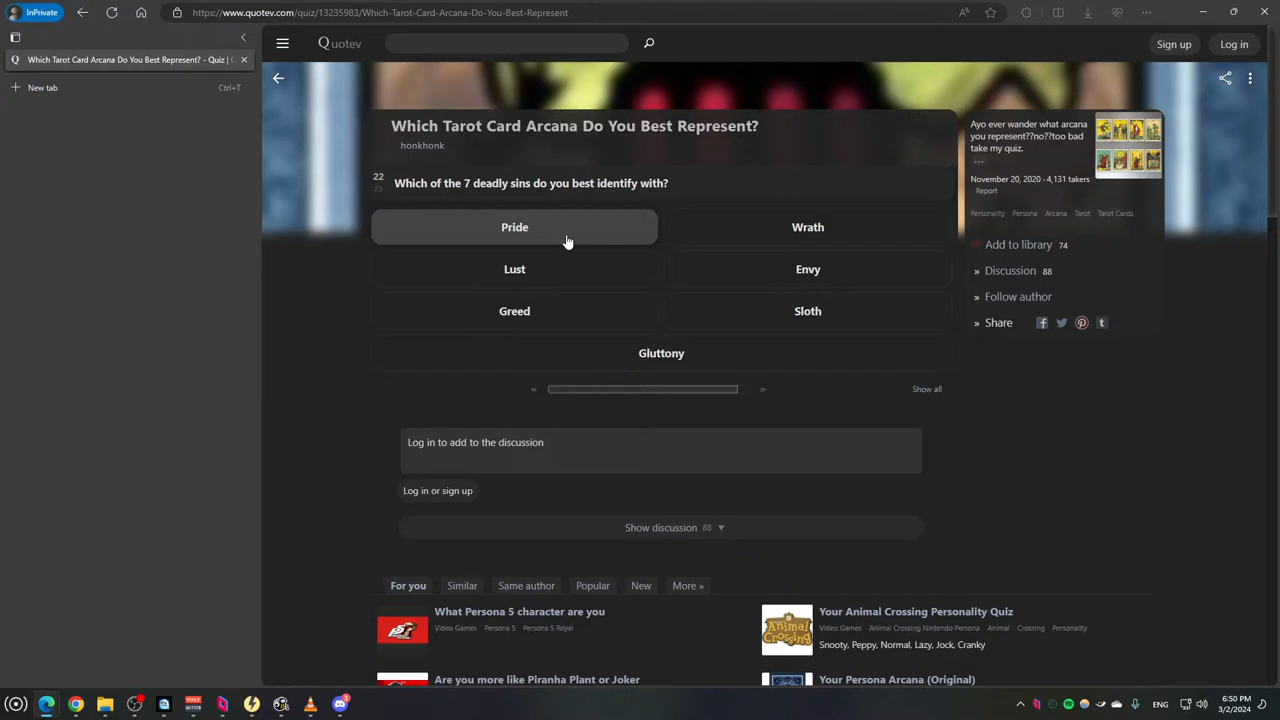 InPrivate
https://www.quotev.com/quiz/13235983/Which-Tarot-Card-Arcana-Do-You-Best-Represent
Q Which Tarot Card Arcana Do You Best Represent? - Quiz |
New tab
Ctrl+T
Quotev
Sign up
Log in
Which Tarot Card Arcana Do You Best Represent?
honkhonk
22
23
Which of the 7 deadly sins do you best identify with?
Pride
Wrath
Lust
Envy
Greed
Sloth
Gluttony
Show all
Ayo ever wander what arcana
you represent??no??too bad
take my quiz.
...
November 20, 2020 · 4,131 takers
Report
Personality Persona Arcana Tarot Tarot Cards
Add to library 74
» Discussion 88
» Follow author
» Share
Log in to add to the discussion
Log in or sign up
Show discussion 88 ▼
For you Similar Same author Popular New More »
What Persona 5 character are you
Video Games Persona 5 Persona 5 Royal
Animal Crossing
Your Animal Crossing Personality Quiz
Video Games Animal Crossing Nintendo Persona Animal Crossing Personality
Snooty, Peppy, Normal, Lazy, Jock, Cranky
Are you more like Piranha Plant or Joker
Your Persona Arcana (Original)
3
ENG
6:50 PM
3/2/2024